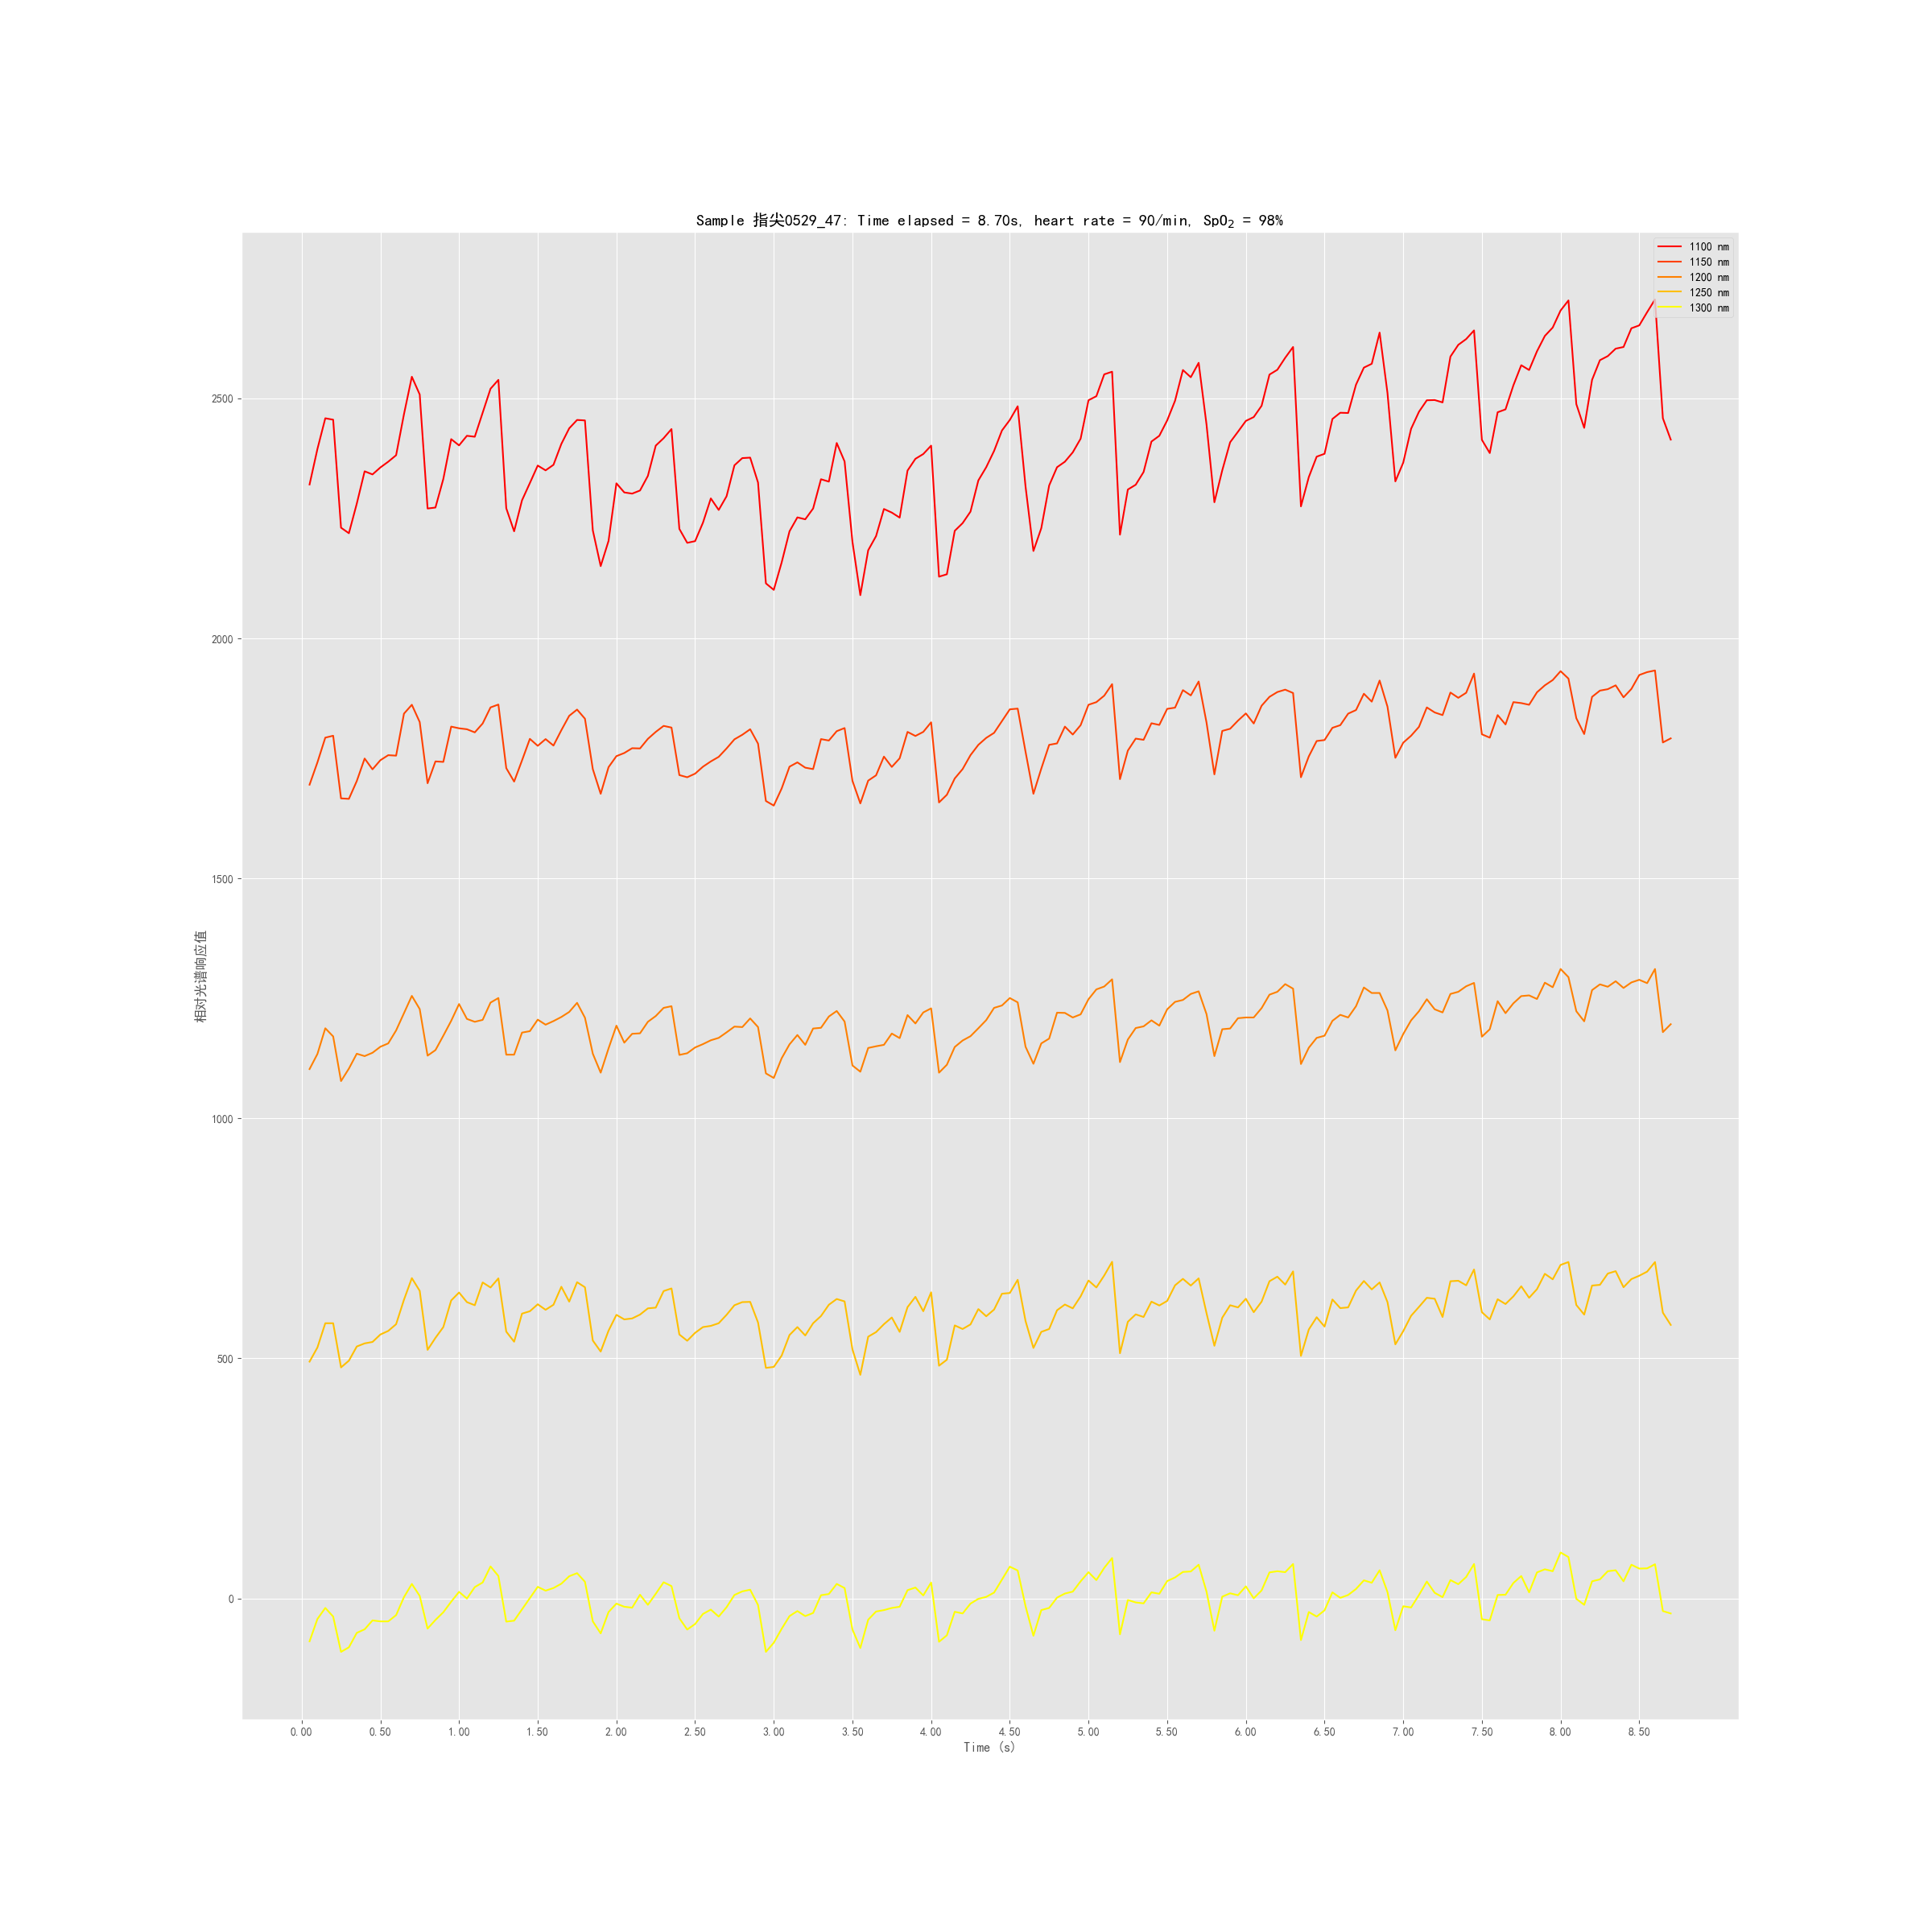 Sample 指尖0529_47: Time elapsed = 8.70s, heart rate = 90/min, SpO₂ = 98%
1100 nm
1150 nm
1200 nm
1250 nm
1300 nm
2500
2000
1500
1000
500
0
相对光谱响应值
0.00 0.50 1.00 1.50 2.00 2.50 3.00 3.50 4.00 4.50 5.00 5.50 6.00 6.50 7.00 7.50 8.00 8.50
Time (s)